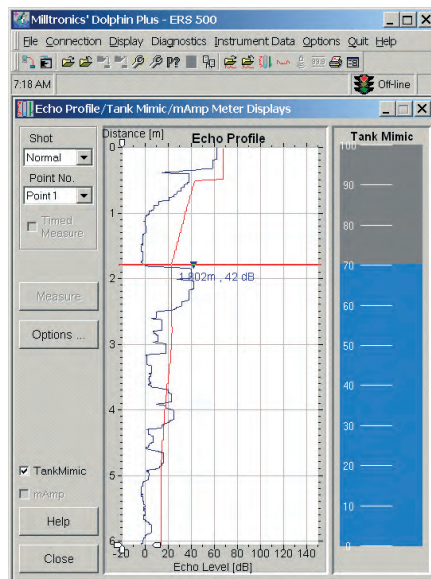 Milltronics' Dolphin Plus - ERS 500
File Connection Display Diagnostics Instrument Data Options Quit Help
P?
7:18 AM
Off-line
Echo Profile/Tank Mimic/mAmp Meter Displays
Shot
Normal
Point No.
Point 1
Timed
Measure
Measure
Options ...
TankMimic
mAmp
Help
Close
Distance [m]
Echo Profile
0
1
2
3
4
5
6
1.802m , 42 dB
-20 0 20 40 60 80 100 120 140
Echo Level [dB]
Tank Mimic
100
90
80
70
60
50
40
30
20
10
0